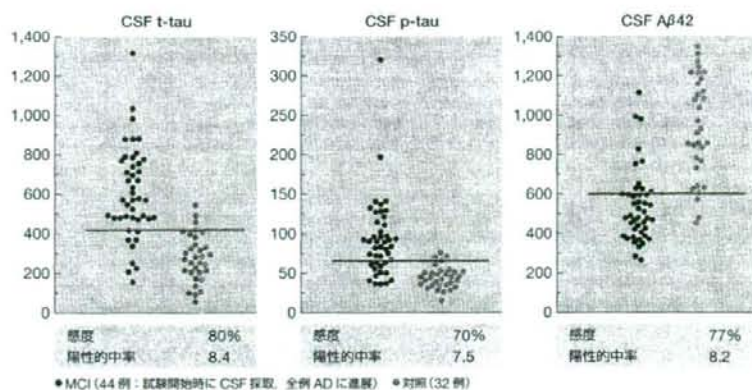 CSF t-tau
CSF p-tau
CSF Aβ42
1,400
1,200
1,000
800
600
400
200
0
350
300
250
200
150
100
50
0
1,400
1,200
1,000
800
600
400
200
0
感度 80%
陽性的中率 8.4
感度 70%
陽性的中率 7.5
感度 77%
陽性的中率 8.2
●MCI(44例:試験開始時にCSF採取,全例ADに進展) ●対照(32例)